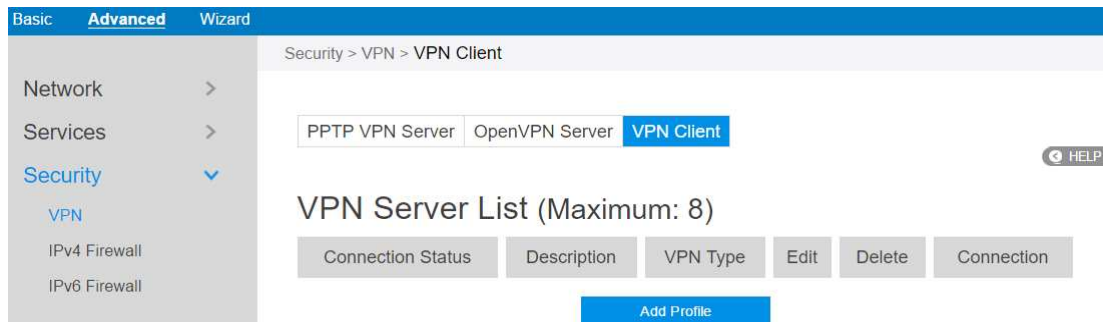 Basic Advanced Wizard
Security > VPN > VPN Client
Network
Services
Security
VPN
IPv4 Firewall
IPv6 Firewall
PPTP VPN Server OpenVPN Server VPN Client
HELP
VPN Server List (Maximum: 8)
Connection Status Description VPN Type Edit Delete Connection
Add Profile